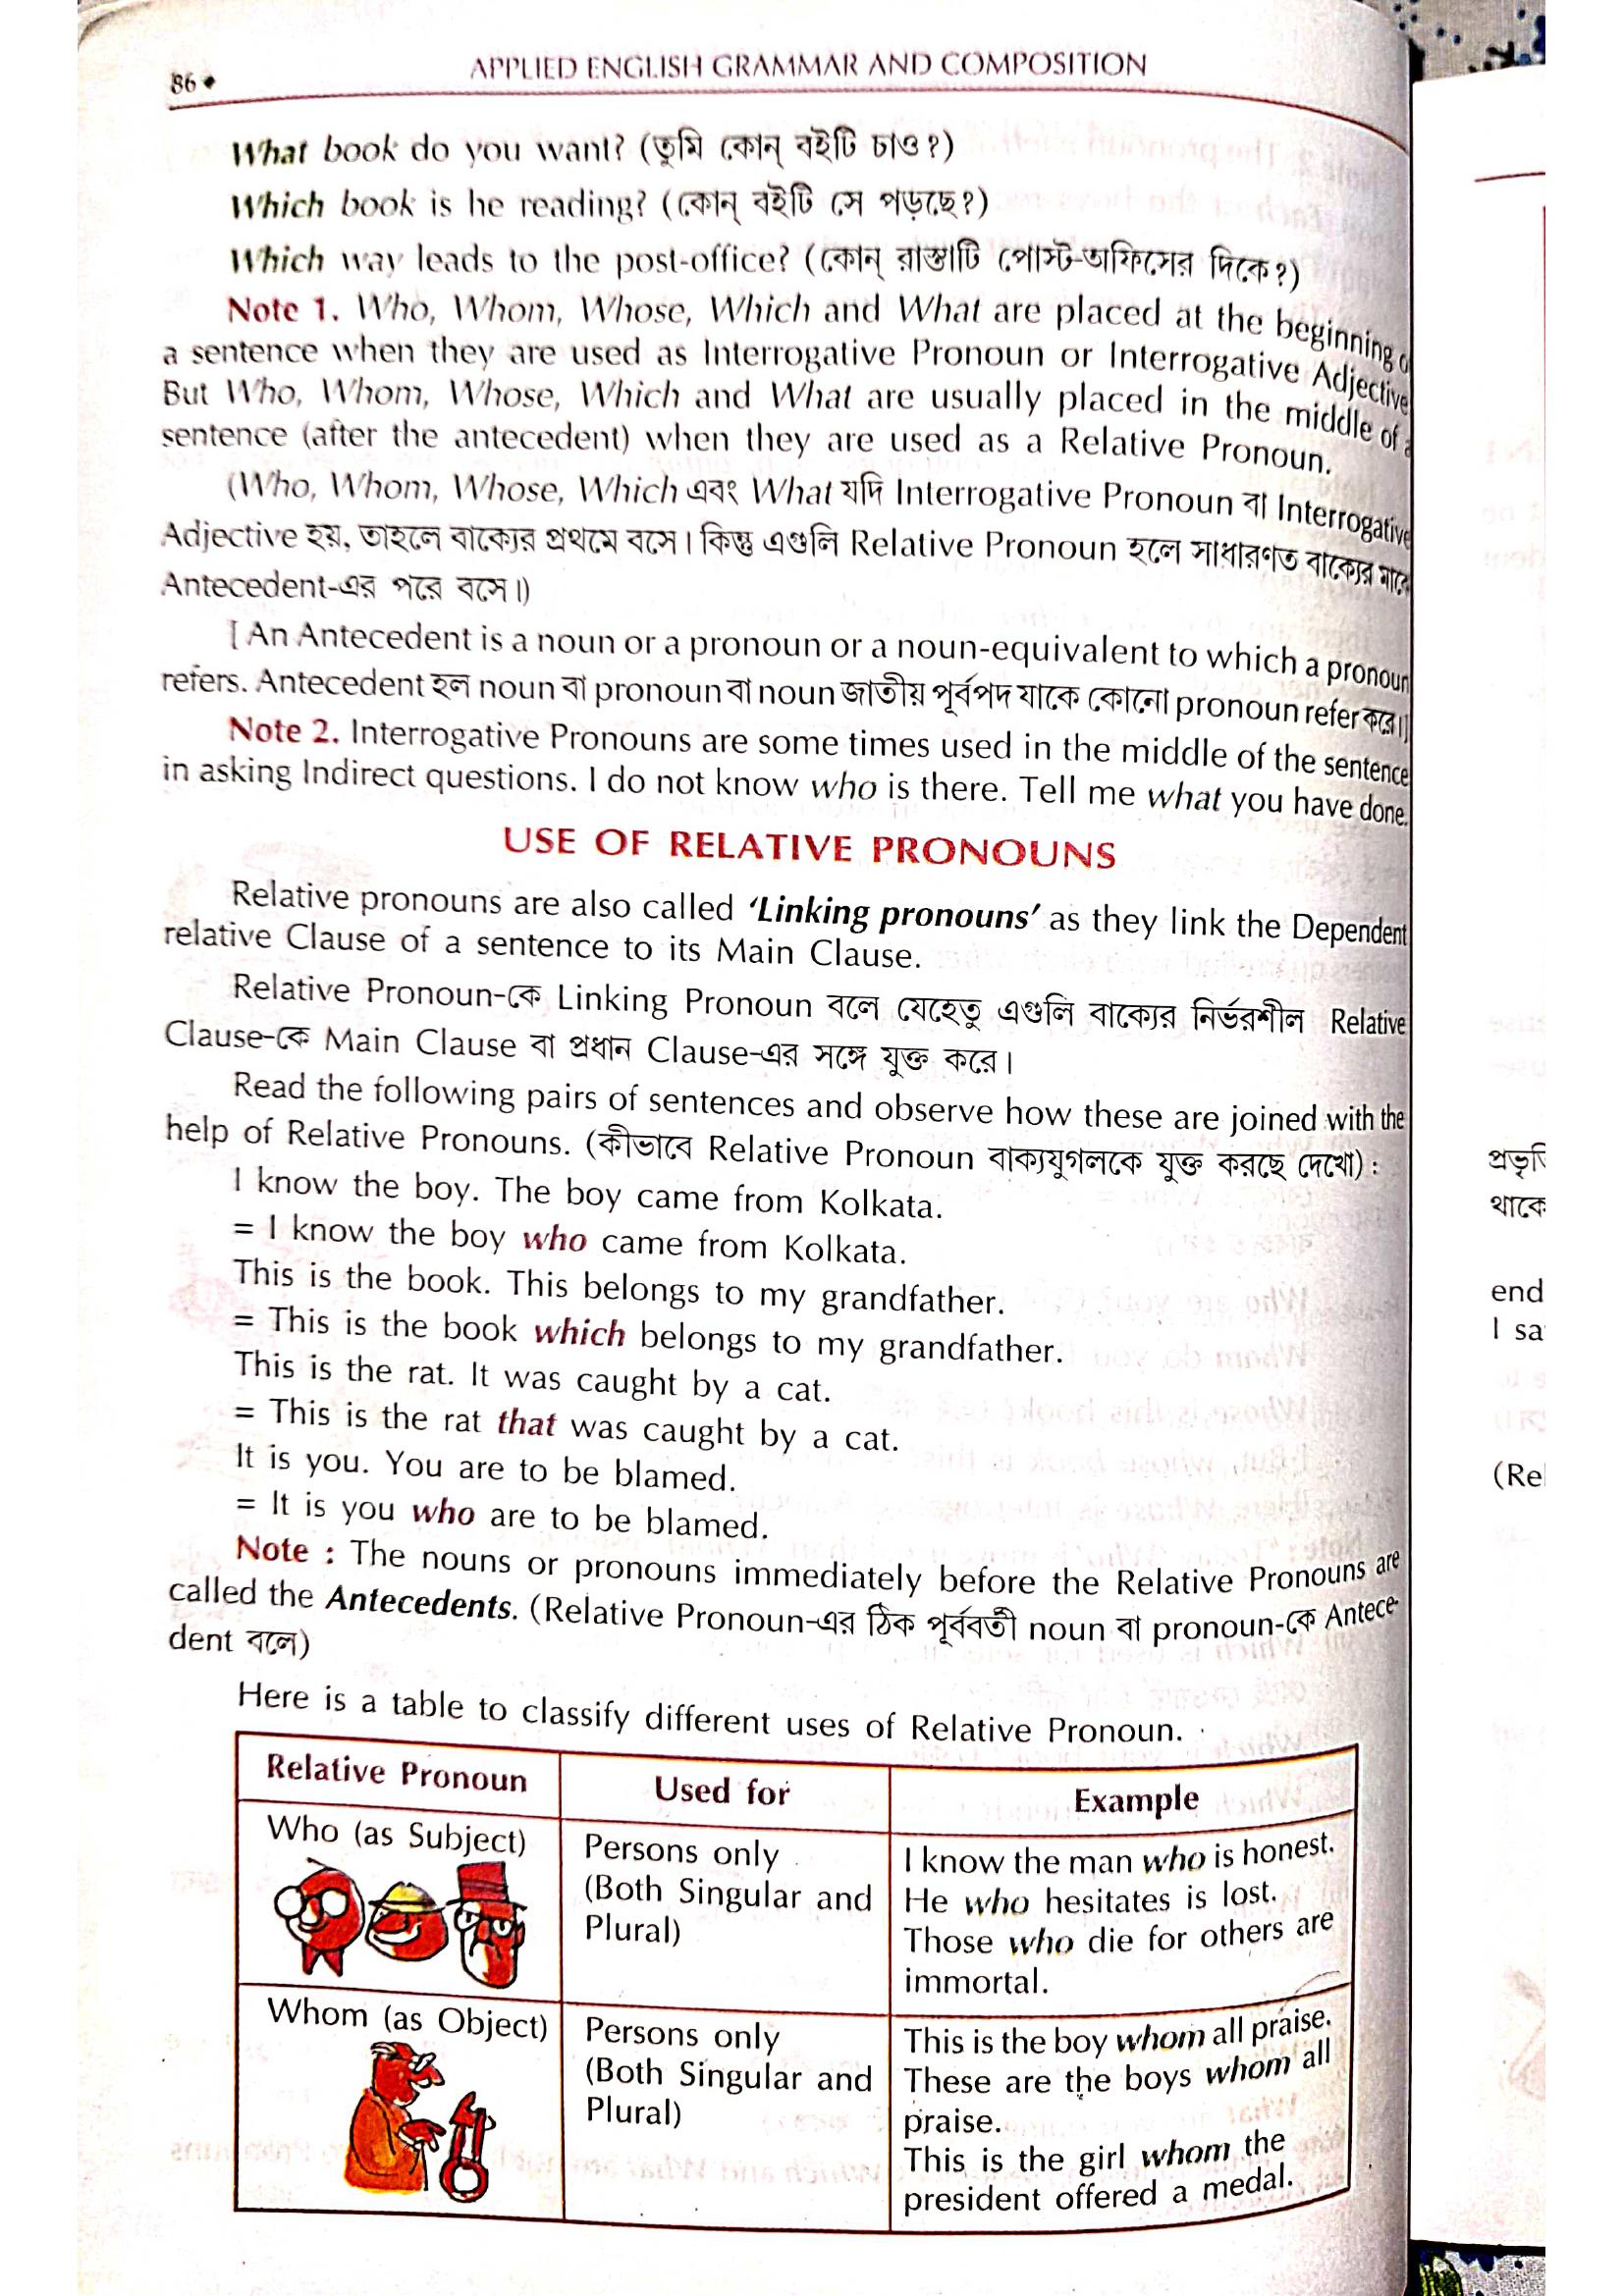 86 ◆
APPLIED ENGLISH GRAMMAR AND COMPOSITION
What book do you want? (তুমি কোন্ বইটি চাও?)
Which book is he reading? (কোন্ বইটি সে পড়ছে?)
Which way leads to the post-office? (কোন্ রাস্তাটি পোস্ট-অফিসের দিকে?)
Note 1. Who, Whom, Whose, Which and What are placed at the beginning
a sentence when they are used as Interrogative Pronoun or Interrogative Adjective
But Who, Whom, Whose, Which and What are usually placed in the middle of a
sentence (after the antecedent) when they are used as a Relative Pronoun.
(Who, Whom, Whose, Which এবং What যদি Interrogative Pronoun বা Interrogative
Adjective হয়, তাহলে বাক্যের প্রথমে বসে। কিন্তু এগুলি Relative Pronoun হলে সাধারণত বাক্যের মাঝে
Antecedent-এর পরে বসে।)
[ An Antecedent is a noun or a pronoun or a noun-equivalent to which a pronoun
refers. Antecedent হল noun বা pronoun বা noun জাতীয় পূর্বপদ যাকে কোনো pronoun refer করে।]
Note 2. Interrogative Pronouns are some times used in the middle of the sentence
in asking Indirect questions. I do not know who is there. Tell me what you have done.
USE OF RELATIVE PRONOUNS
Relative pronouns are also called ‘Linking pronouns’ as they link the Dependent
relative Clause of a sentence to its Main Clause.
Relative Pronoun-কে Linking Pronoun বলে যেহেতু এগুলি বাক্যের নির্ভরশীল Relative
Clause-কে Main Clause বা প্রধান Clause-এর সঙ্গে যুক্ত করে।
Read the following pairs of sentences and observe how these are joined with the
help of Relative Pronouns. (কীভাবে Relative Pronoun বাক্যযুগলকে যুক্ত করছে দেখো) :
I know the boy. The boy came from Kolkata.
= I know the boy who came from Kolkata.
This is the book. This belongs to my grandfather.
= This is the book which belongs to my grandfather.
This is the rat. It was caught by a cat.
= This is the rat that was caught by a cat.
It is you. You are to be blamed.
= It is you who are to be blamed.
Note : The nouns or pronouns immediately before the Relative Pronouns are
called the Antecedents. (Relative Pronoun-এর ঠিক পূর্ববর্তী noun বা pronoun-কে Antece-
dent বলে)
Here is a table to classify different uses of Relative Pronoun.
Relative Pronoun
Used for
Example
Who (as Subject)
Persons only
(Both Singular and
Plural)
I know the man who is honest.
He who hesitates is lost.
Those who die for others are
immortal.
Whom (as Object)
Persons only
(Both Singular and
Plural)
This is the boy whom all praise.
These are the boys whom all
praise.
This is the girl whom the
president offered a medal.
থাকে
end
I sa
(Rel